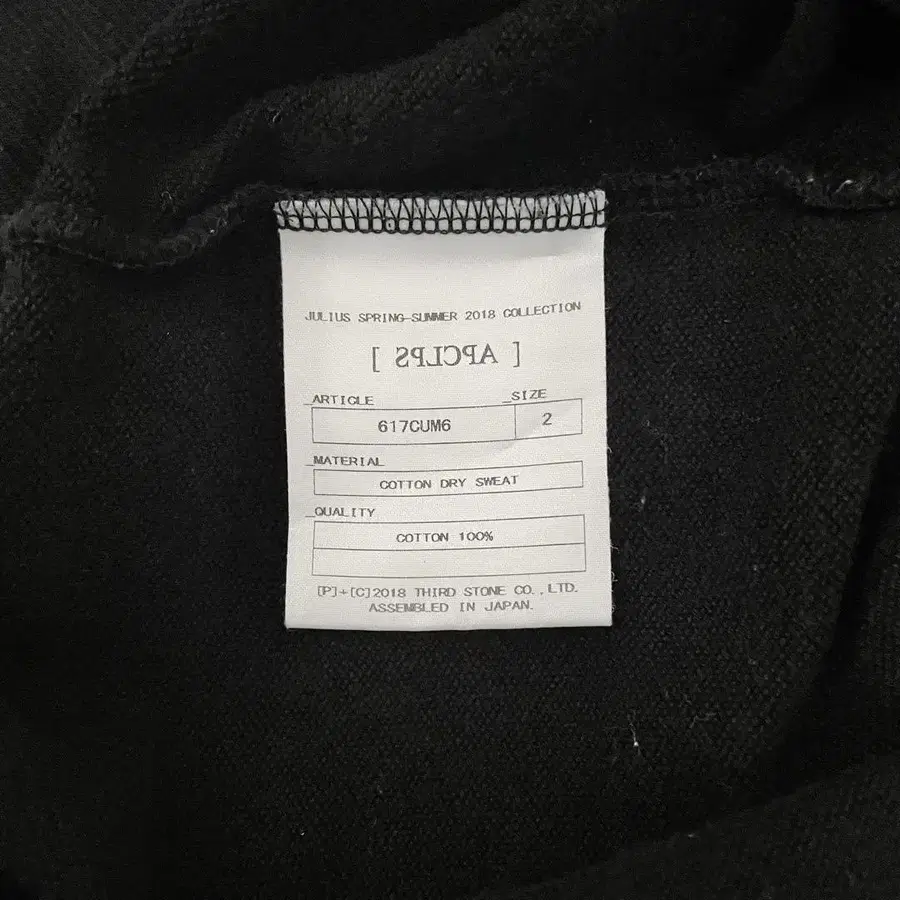 JULIUS SPRING-SUMMER 2018 COLLECTION
[ APCLPS ]
_ARTICLE _SIZE
617CUM6 2
_MATERIAL
COTTON DRY SWEAT
_QUALITY
COTTON 100%
[P]+[C]2018 THIRD STONE CO.,LTD.
ASSEMBLED IN JAPAN.